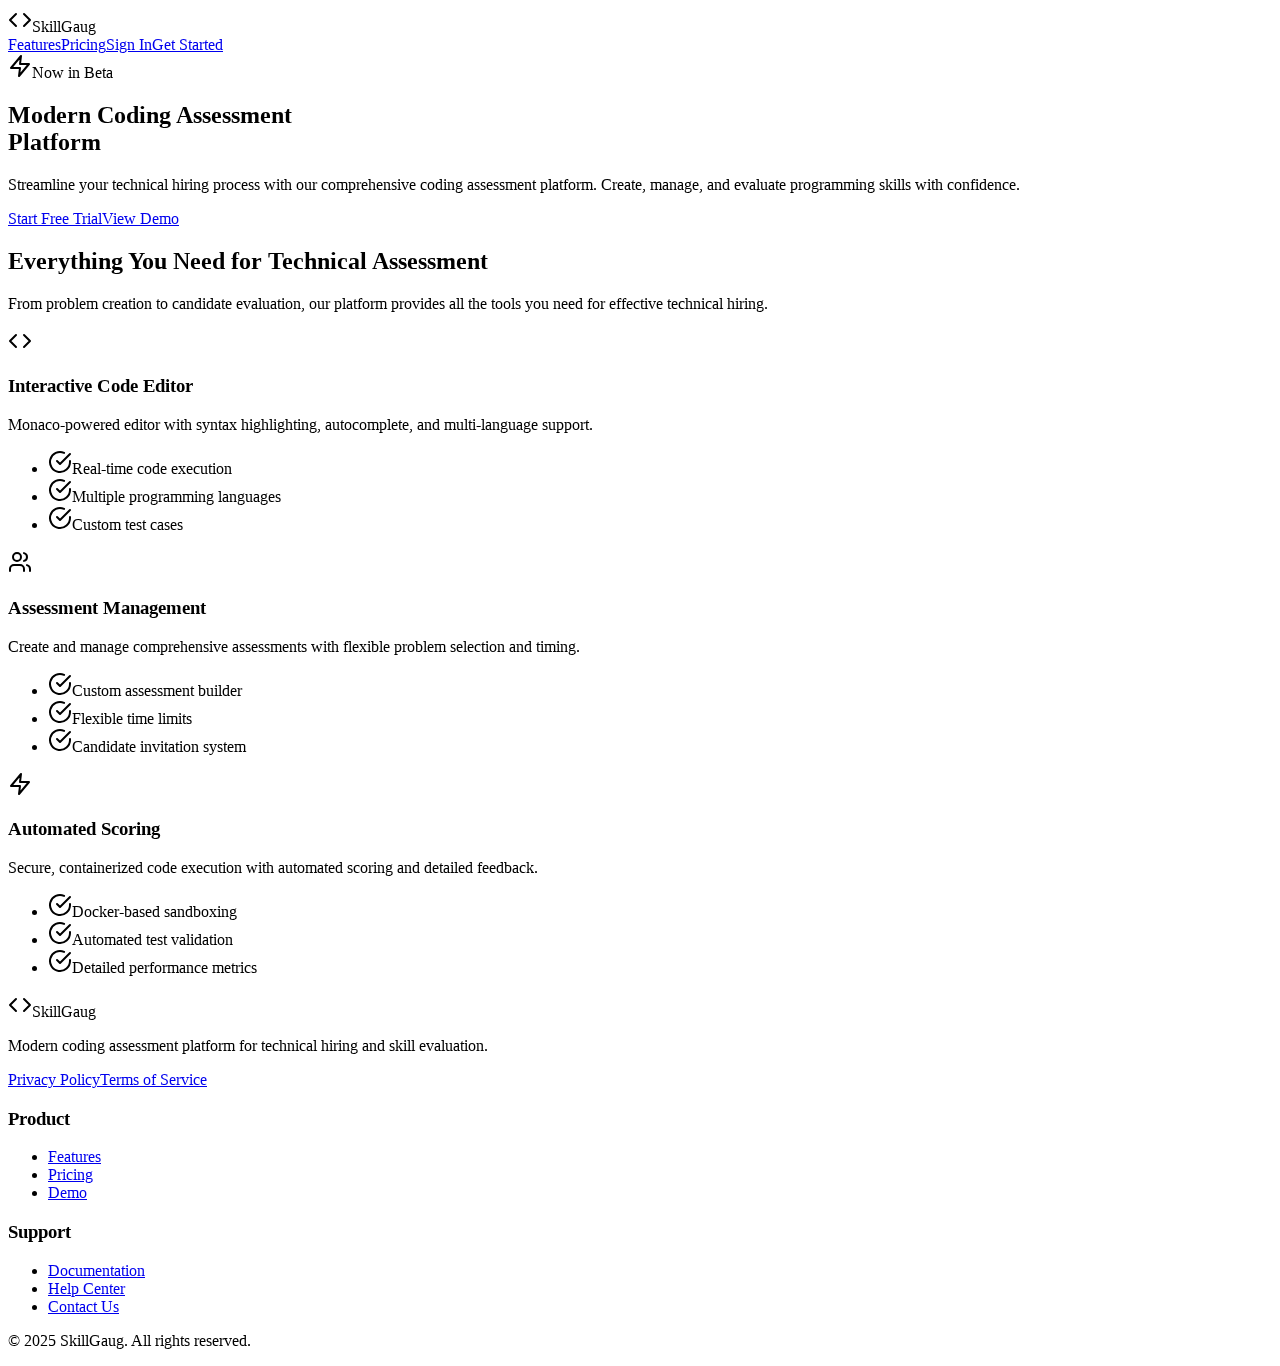 SkillGaug
FeaturesPricingSign InGet Started
Now in Beta
Modern Coding Assessment
Platform
Streamline your technical hiring process with our comprehensive coding assessment platform. Create, manage, and evaluate programming skills with confidence.
Start Free TrialView Demo
Everything You Need for Technical Assessment
From problem creation to candidate evaluation, our platform provides all the tools you need for effective technical hiring.
Interactive Code Editor
Monaco-powered editor with syntax highlighting, autocomplete, and multi-language support.
Real-time code execution
Multiple programming languages
Custom test cases
Assessment Management
Create and manage comprehensive assessments with flexible problem selection and timing.
Custom assessment builder
Flexible time limits
Candidate invitation system
Automated Scoring
Secure, containerized code execution with automated scoring and detailed feedback.
Docker-based sandboxing
Automated test validation
Detailed performance metrics
SkillGaug
Modern coding assessment platform for technical hiring and skill evaluation.
Privacy PolicyTerms of Service
Product
Features
Pricing
Demo
Support
Documentation
Help Center
Contact Us
© 2025 SkillGaug. All rights reserved.